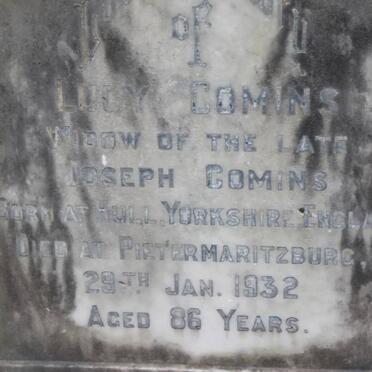 of
LUCY COMINS
WIDOW OF THE LATE
JOSEPH COMINS
BORN AT HULL, YORKSHIRE, ENGLA
DIED AT PIETERMARITZBURG,
29TH JAN. 1932
AGED 86 YEARS.